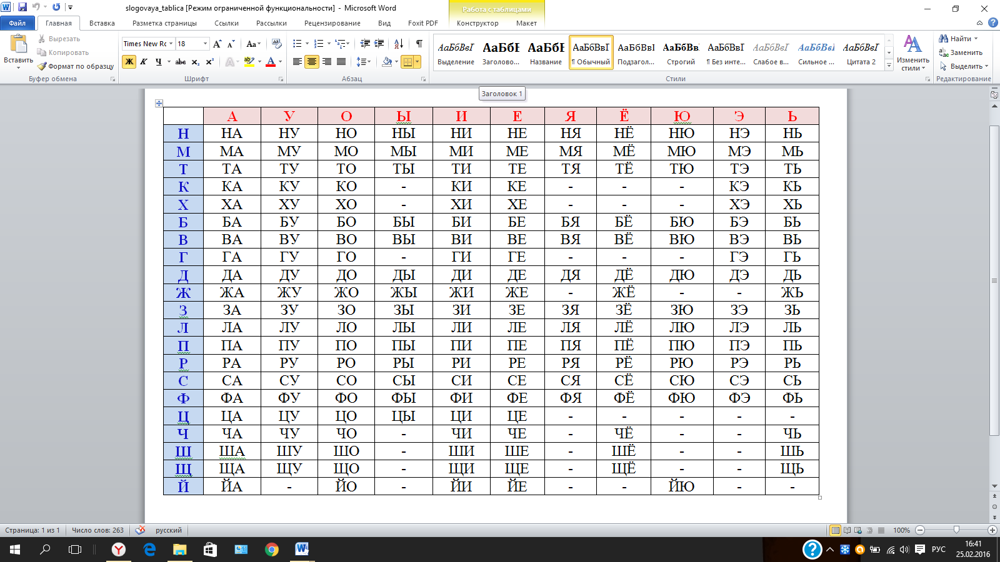 slogovaya_tablica [Режим ограниченной функциональности] - Microsoft Word
Работа с таблицами
Файл Главная Вставка Разметка страницы Ссылки Рассылки Рецензирование Вид Foxit PDF Конструктор Макет
Вставить
Вырезать
Копировать
Формат по образцу
Буфер обмена
Times New Rc 18
Шрифт
Абзац
АаБбВвІ АаБбЕ АаБбЕ АаБбВвІ АаБбВвІ АаБбВв АаБбВвІ АаБбВвІ АаБбВвІ АаБбВвІ
Выделение Заголово... Название ¶ Обычный Подзагол... Строгий ¶ Без инте... Слабое в... Сильное ... Цитата 2
Изменить стили
Стили
Найти
Заменить
Выделить
Редактирование
Заголовок 1
А У О Ы И Е Я Ё Ю Э Ь
Н НА НУ НО НЫ НИ НЕ НЯ НЁ НЮ НЭ НЬ
М МА МУ МО МЫ МИ МЕ МЯ МЁ МЮ МЭ МЬ
Т ТА ТУ ТО ТЫ ТИ ТЕ ТЯ ТЁ ТЮ ТЭ ТЬ
К КА КУ КО - КИ КЕ - - - КЭ КЬ
Х ХА ХУ ХО - ХИ ХЕ - - - ХЭ ХЬ
Б БА БУ БО БЫ БИ БЕ БЯ БЁ БЮ БЭ БЬ
В ВА ВУ ВО ВЫ ВИ ВЕ ВЯ ВЁ ВЮ ВЭ ВЬ
Г ГА ГУ ГО - ГИ ГЕ - - - ГЭ ГЬ
Д ДА ДУ ДО ДЫ ДИ ДЕ ДЯ ДЁ ДЮ ДЭ ДЬ
Ж ЖА ЖУ ЖО ЖЫ ЖИ ЖЕ - ЖЁ - - ЖЬ
З ЗА ЗУ ЗО ЗЫ ЗИ ЗЕ ЗЯ ЗЁ ЗЮ ЗЭ ЗЬ
Л ЛА ЛУ ЛО ЛЫ ЛИ ЛЕ ЛЯ ЛЁ ЛЮ ЛЭ ЛЬ
П ПА ПУ ПО ПЫ ПИ ПЕ ПЯ ПЁ ПЮ ПЭ ПЬ
Р РА РУ РО РЫ РИ РЕ РЯ РЁ РЮ РЭ РЬ
С СА СУ СО СЫ СИ СЕ СЯ СЁ СЮ СЭ СЬ
Ф ФА ФУ ФО ФЫ ФИ ФЕ ФЯ ФЁ ФЮ ФЭ ФЬ
Ц ЦА ЦУ ЦО ЦЫ ЦИ ЦЕ - - - - -
Ч ЧА ЧУ ЧО - ЧИ ЧЕ - ЧЁ - - ЧЬ
Ш ША ШУ ШО - ШИ ШЕ - ШЁ - - ШЬ
Щ ЩА ЩУ ЩО - ЩИ ЩЕ - ЩЁ - - ЩЬ
Й ЙА - ЙО - ЙИ ЙЕ - - ЙЮ - -
Страница: 1 из 1 Число слов: 263 русский 100%
РУС 16:41
25.02.2016